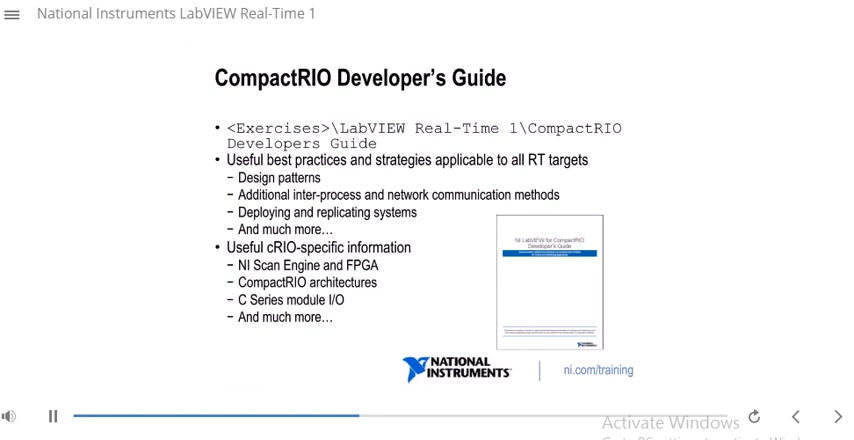 National Instruments LabVIEW Real-Time 1
CompactRIO Developer's Guide
• <Exercises>\LabVIEW Real-Time 1\CompactRIO
Developers Guide
• Useful best practices and strategies applicable to all RT targets
– Design patterns
– Additional inter-process and network communication methods
– Deploying and replicating systems
– And much more…
• Useful cRIO-specific information
– NI Scan Engine and FPGA
– CompactRIO architectures
– C Series module I/O
– And much more…
NI LabVIEW for CompactRIO
Developer's Guide
NATIONAL
INSTRUMENTS
ni.com/training
Activate Windows